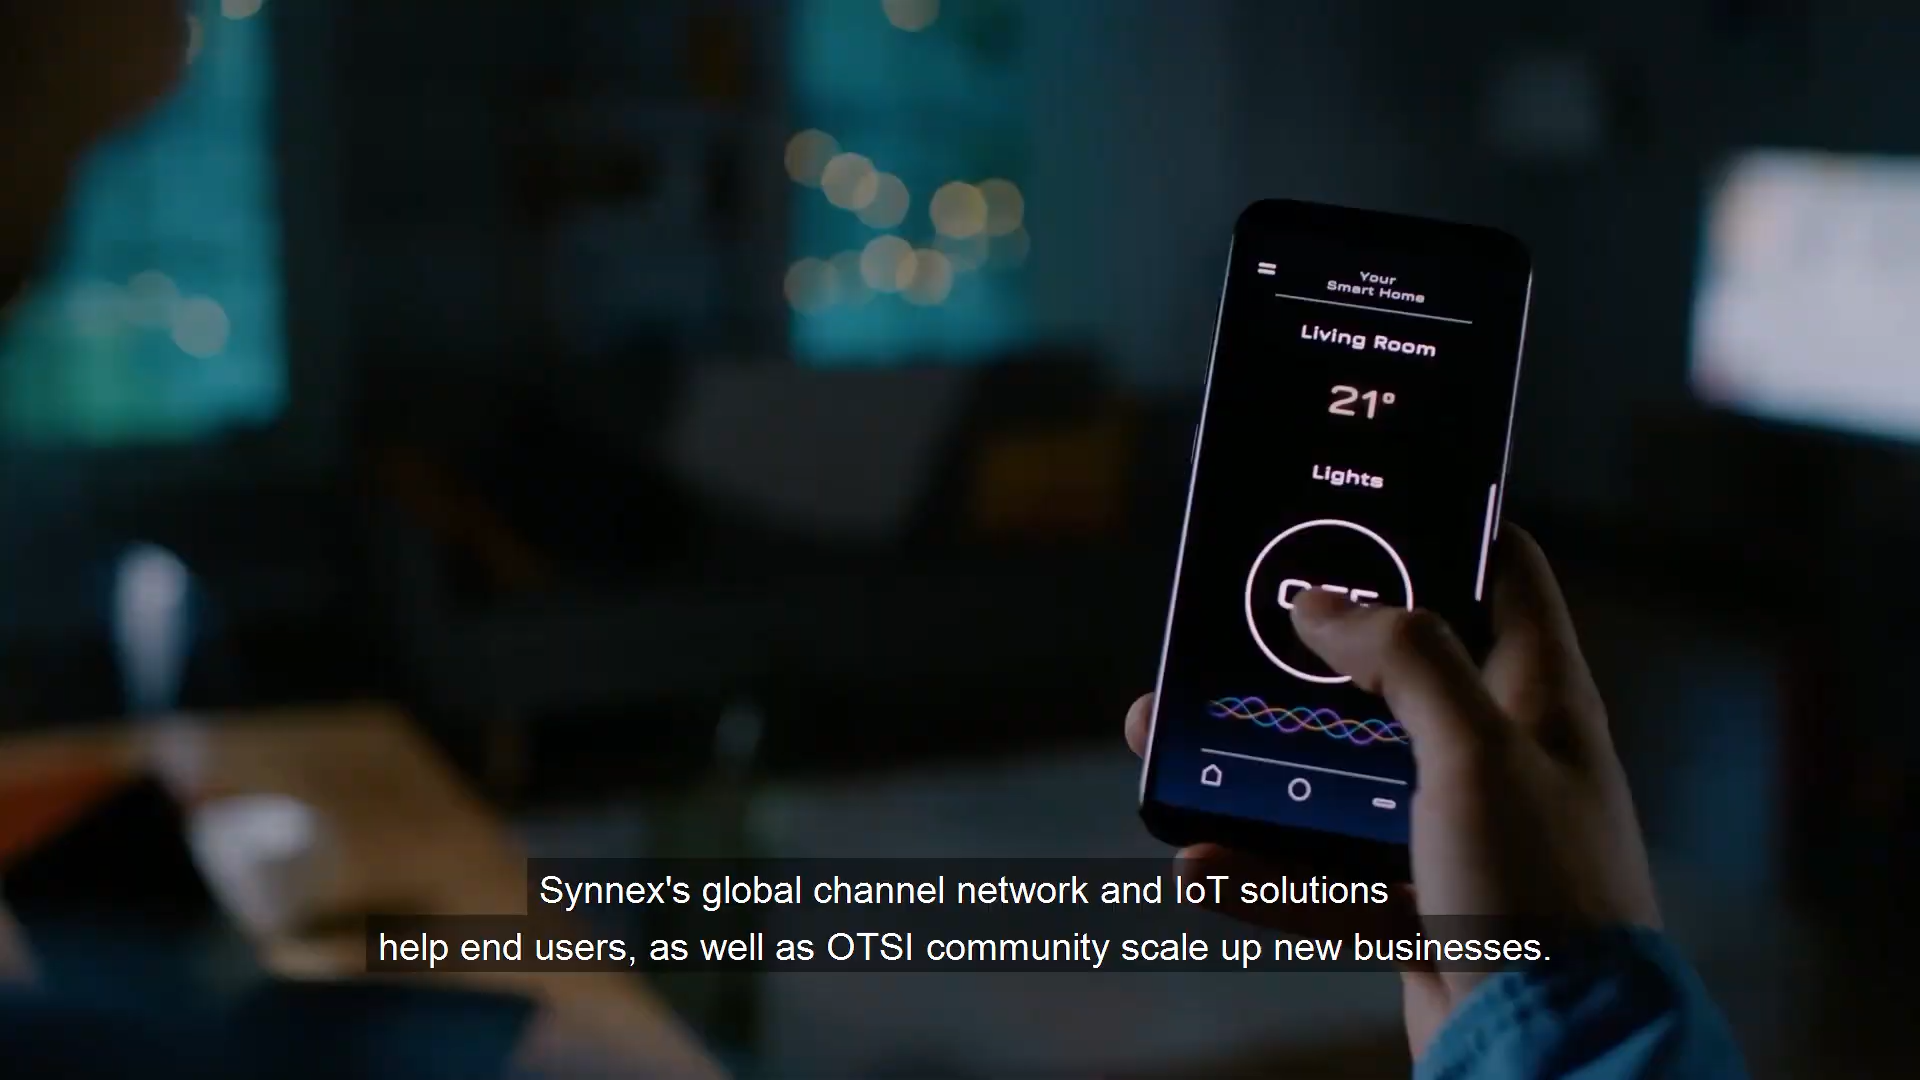 Your
Smart Home
Living Room
21°
Lights
OFF
Synnex's global channel network and IoT solutions
help end users, as well as OTSI community scale up new businesses.